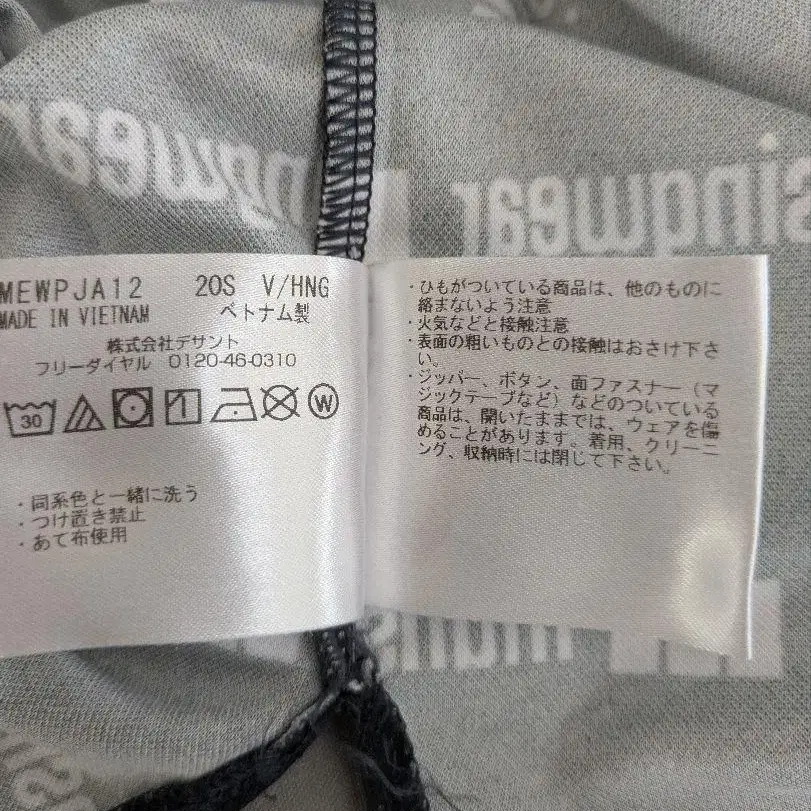 MEWPJA12 20S V/HNG
MADE IN VIETNAM ベトナム製
株式会社デサント
フリーダイヤル 0120-46-0310
30
W
・同系色と一緒に洗う
・つけ置き禁止
・あて布使用
・ひもがついている商品は、他のものに
絡まないよう注意
・火気などと接触注意
・表面の粗いものとの接触はおさけ下さ
い。
・ジッパー、ボタン、面ファスナー（マ
ジックテープなど）などのついている
商品は、開いたままでは、ウェアを傷
めることがあります。着用、クリーニ
ング、収納時には閉じて下さい。